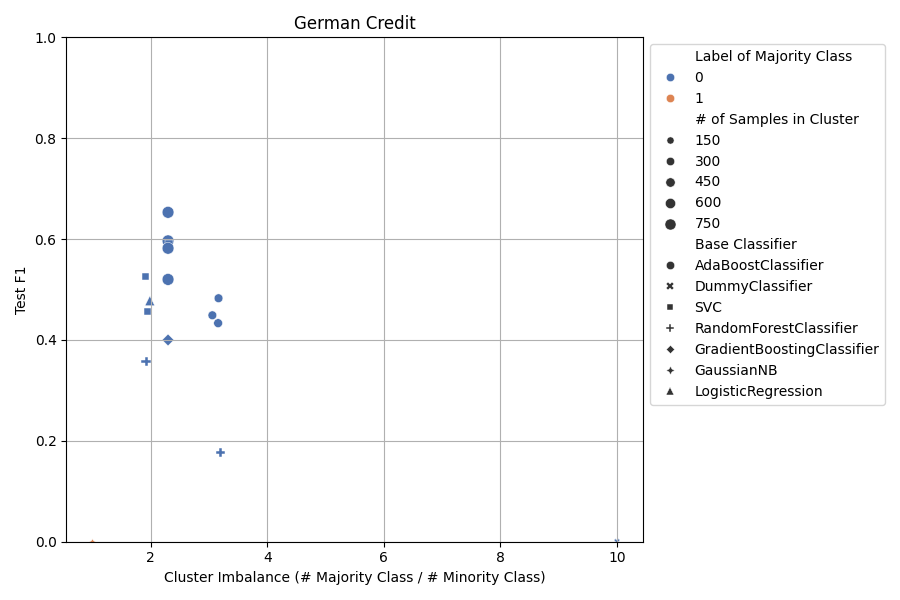 German Credit
1.0
0.8
0.6
0.4
0.2
0.0
Test F1
2
4
6
8
10
Cluster Imbalance (# Majority Class / # Minority Class)
Label of Majority Class
0
1
# of Samples in Cluster
150
300
450
600
750
Base Classifier
AdaBoostClassifier
DummyClassifier
SVC
RandomForestClassifier
GradientBoostingClassifier
GaussianNB
LogisticRegression